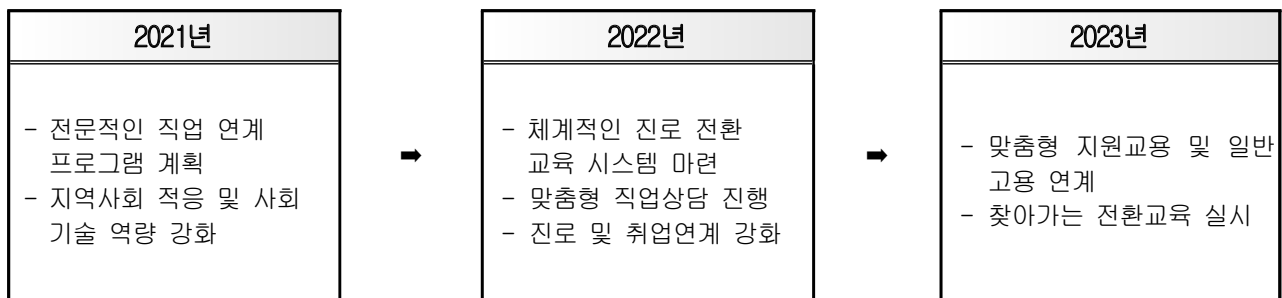 2021년
- 전문적인 직업 연계
프로그램 계획
- 지역사회 적응 및 사회
기술 역량 강화
➡
2022년
- 체계적인 진로 전환
교육 시스템 마련
- 맞춤형 직업상담 진행
- 진로 및 취업연계 강화
➡
2023년
- 맞춤형 지원교용 및 일반
고용 연계
- 찾아가는 전환교육 실시